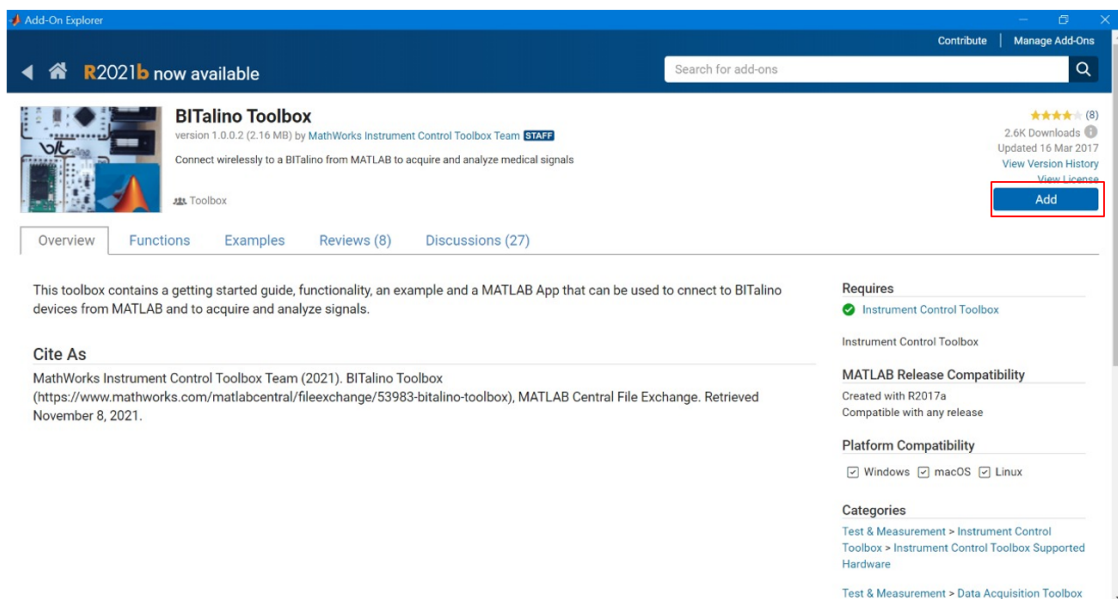 Add-On Explorer
Contribute
Manage Add-Ons
R2021b now available
Search for add-ons
BITalino Toolbox
version 1.0.0.2 (2.16 MB) by MathWorks Instrument Control Toolbox Team STAFF
Connect wirelessly to a BITalino from MATLAB to acquire and analyze medical signals
Toolbox
(8)
2.6K Downloads
Updated 16 Mar 2017
View Version History
View License
Add
Overview
Functions
Examples
Reviews (8)
Discussions (27)
This toolbox contains a getting started guide, functionality, an example and a MATLAB App that can be used to cnnect to BITalino
devices from MATLAB and to acquire and analyze signals.
Cite As
MathWorks Instrument Control Toolbox Team (2021). BITalino Toolbox
(https://www.mathworks.com/matlabcentral/fileexchange/53983-bitalino-toolbox), MATLAB Central File Exchange. Retrieved
November 8, 2021.
Requires
Instrument Control Toolbox
Instrument Control Toolbox
MATLAB Release Compatibility
Created with R2017a
Compatible with any release
Platform Compatibility
Windows
macOS
Linux
Categories
Test & Measurement > Instrument Control
Toolbox > Instrument Control Toolbox Supported
Hardware
Test & Measurement > Data Acquisition Toolbox